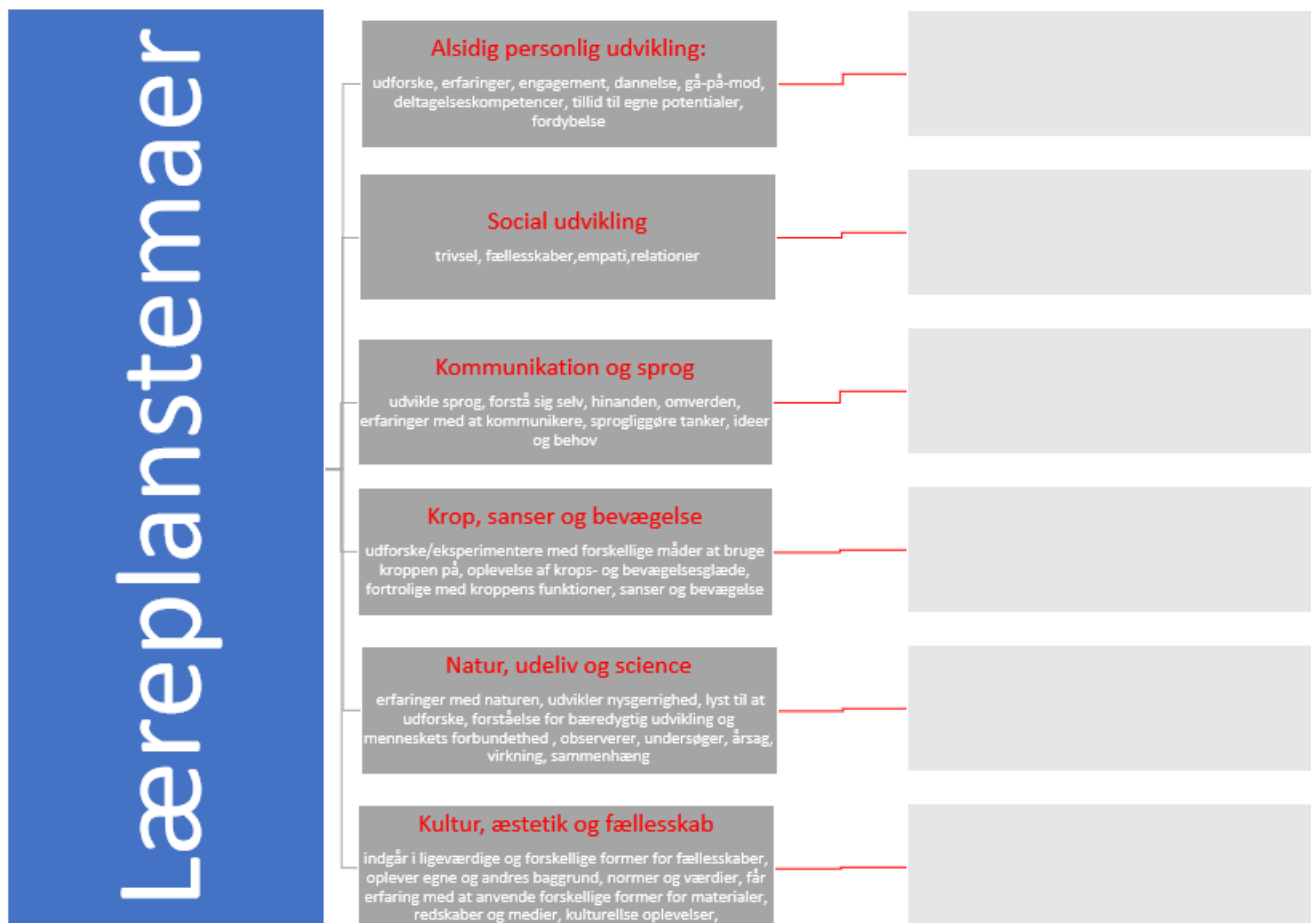 Læreplanstemaer
Alsidig personlig udvikling:
udforske, erfaringer, engagement, dannelse, gå-på-mod,
deltagelseskompetencer, tillid til egne potentialer,
fordybelse
Social udvikling
trivsel, fællesskaber,empati,relationer
Kommunikation og sprog
udvikle sprog, forstå sig selv, hinanden, omverden,
erfaringer med at kommunikere, sprogliggøre tanker, ideer
og behov
Krop, sanser og bevægelse
udforske/eksperimentere med forskellige måder at bruge
kroppen på, oplevelse af krops- og bevægelsesglæde,
fortrolige med kroppens funktioner, sanser og bevægelse
Natur, udeliv og science
erfaringer med naturen, udvikler nysgerrighed, lyst til at
udforske, forståelse for bæredygtig udvikling og
menneskets forbundethed , observerer, undersøger, årsag,
virkning, sammenhæng
Kultur, æstetik og fællesskab
indgår i ligeværdige og forskellige former for fællesskaber,
oplever egne og andres baggrund, normer og værdier, får
erfaring med at anvende forskellige former for materialer,
redskaber og medier, kulturellse oplevelser,